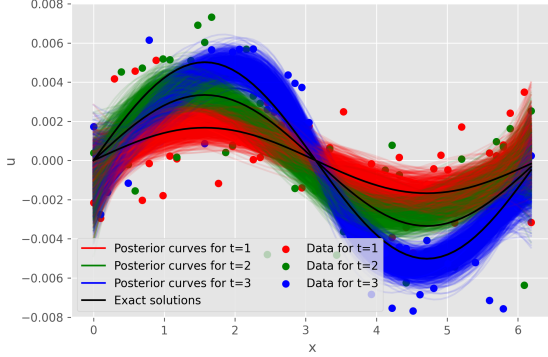 0.008
0.006
0.004
0.002
0.000
−0.002
−0.004
−0.006
−0.008
u
Posterior curves for t=1 Data for t=1
Posterior curves for t=2 Data for t=2
Posterior curves for t=3 Data for t=3
Exact solutions
0 1 2 3 4 5 6
x